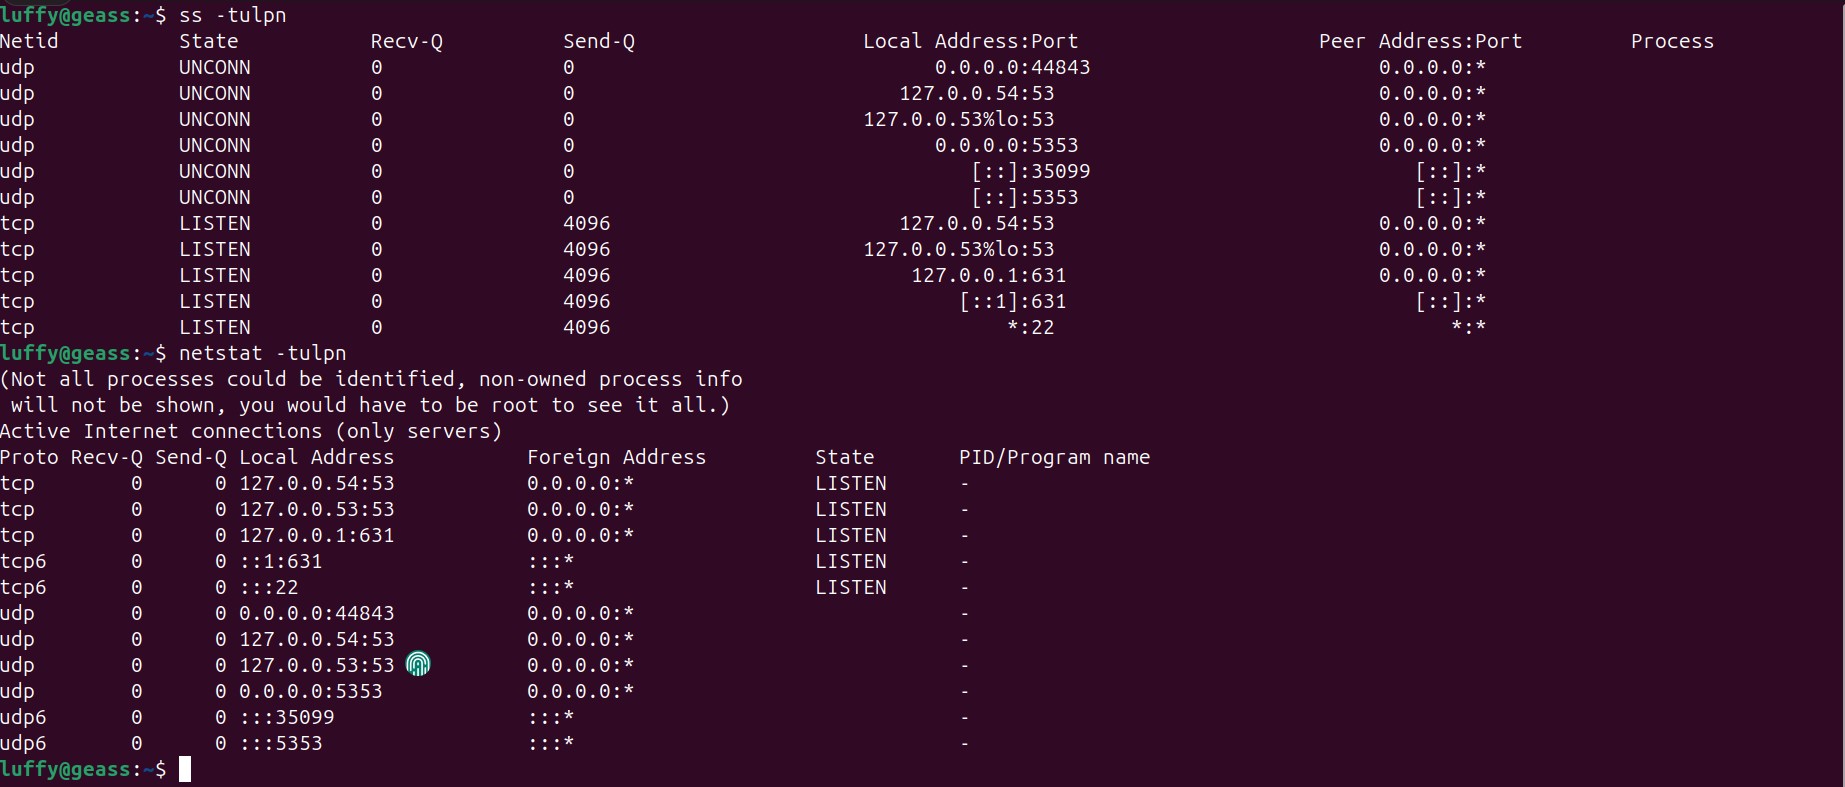 luffy@geass:~$ ss -tulpn
Netid State Recv-Q Send-Q Local Address:Port Peer Address:Port Process
udp UNCONN 0 0 0.0.0.0:44843 0.0.0.0:*
udp UNCONN 0 0 127.0.0.54:53 0.0.0.0:*
udp UNCONN 0 0 127.0.0.53%lo:53 0.0.0.0:*
udp UNCONN 0 0 0.0.0.0:5353 0.0.0.0:*
udp UNCONN 0 0 [::]:35099 [::]:*
udp UNCONN 0 0 [::]:5353 [::]:*
tcp LISTEN 0 4096 127.0.0.54:53 0.0.0.0:*
tcp LISTEN 0 4096 127.0.0.53%lo:53 0.0.0.0:*
tcp LISTEN 0 4096 127.0.0.1:631 0.0.0.0:*
tcp LISTEN 0 4096 [::1]:631 [::]:*
tcp LISTEN 0 4096 *:22 *:*
luffy@geass:~$ netstat -tulpn
(Not all processes could be identified, non-owned process info
will not be shown, you would have to be root to see it all.)
Active Internet connections (only servers)
Proto Recv-Q Send-Q Local Address Foreign Address State PID/Program name
tcp 0 0 127.0.0.54:53 0.0.0.0:* LISTEN -
tcp 0 0 127.0.0.53:53 0.0.0.0:* LISTEN -
tcp 0 0 127.0.0.1:631 0.0.0.0:* LISTEN -
tcp6 0 0 ::1:631 :::* LISTEN -
tcp6 0 0 :::22 :::* LISTEN -
udp 0 0 0.0.0.0:44843 0.0.0.0:* -
udp 0 0 127.0.0.54:53 0.0.0.0:* -
udp 0 0 127.0.0.53:53 0.0.0.0:* -
udp 0 0 0.0.0.0:5353 0.0.0.0:* -
udp6 0 0 :::35099 :::* -
udp6 0 0 :::5353 :::* -
luffy@geass:~$